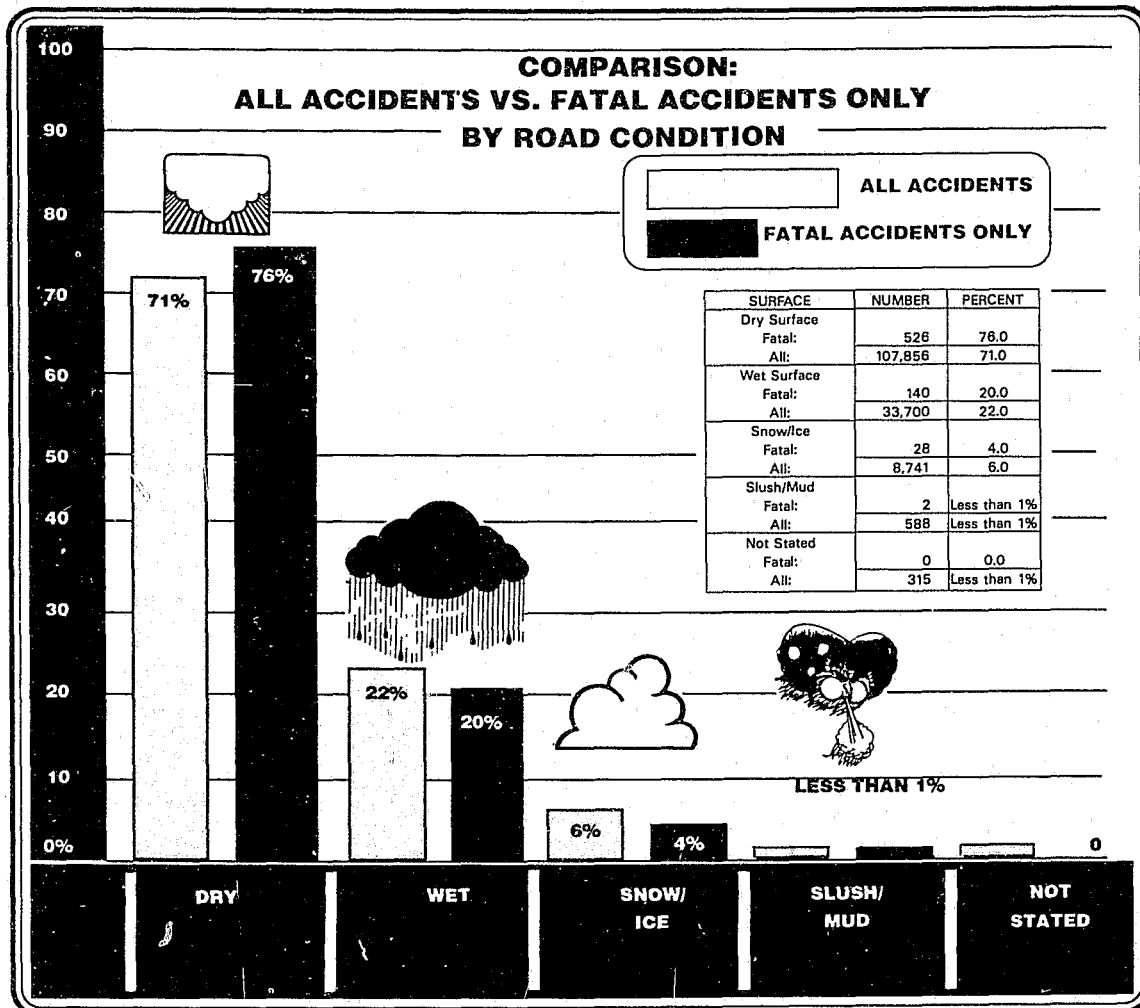 COMPARISON:
ALL ACCIDENTS VS. FATAL ACCIDENTS ONLY
BY ROAD CONDITION
100
90
80
70
60
50
40
30
20
10
0%
ALL ACCIDENTS
FATAL ACCIDENTS ONLY
SURFACE NUMBER PERCENT
Dry Surface
Fatal: 526 76.0
All: 107,856 71.0
Wet Surface
Fatal: 140 20.0
All: 33,700 22.0
Snow/Ice
Fatal: 28 4.0
All: 8,741 6.0
Slush/Mud
Fatal: 2 Less than 1%
All: 588 Less than 1%
Not Stated
Fatal: 0 0.0
All: 315 Less than 1%
71%
76%
22%
20%
6%
4%
LESS THAN 1%
0
DRY
WET
SNOW/
ICE
SLUSH/
MUD
NOT
STATED